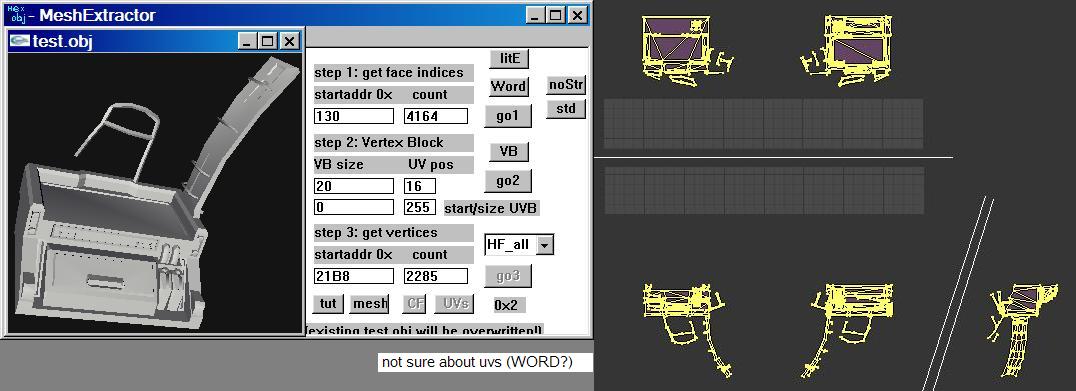 Hex
obj - MeshExtractor
test.obj
litE
step 1: get face indices
Word
noStr
startaddr 0x count
std
130 4164
go1
step 2: Vertex Block
VB
VB size UV pos
20 16
go2
0 255 start/size UVB
step 3: get vertices
HF_all
startaddr 0x count
21B8 2285
go3
tut mesh CF UVs 0x2
(existing test.obj will be overwritten!)
not sure about uvs (WORD?)